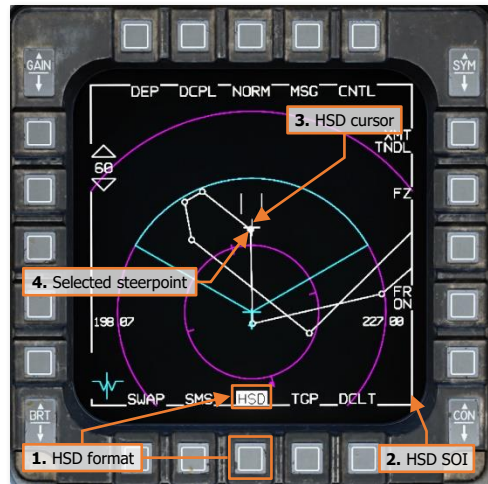 GAIN
SYM
DEP DCPL NORM MSG CNTL
3. HSD cursor
XMT
TNDL
60
FZ
4. Selected steerpoint
FR
ON
198 07
227 00
SWAP SMS HSD TGP DCLT
BRT
CON
1. HSD format
2. HSD SOI